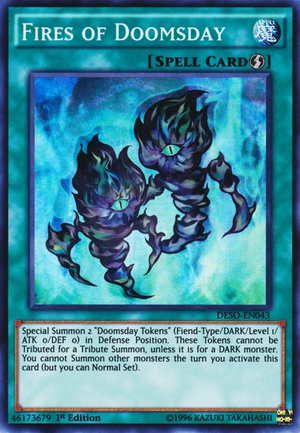 FIRES OF DOOMSDAY
[SPELL CARD]
DESO-EN043
Special Summon 2 "Doomsday Tokens" (Fiend-Type/DARK/Level 1/
ATK 0/DEF 0) in Defense Position. These Tokens cannot be
Tributed for a Tribute Summon, unless it is for a DARK monster.
You cannot Summon other monsters the turn you activate this
card (but you can Normal Set).
46173679 1st Edition ©1996 KAZUKI TAKAHASHI